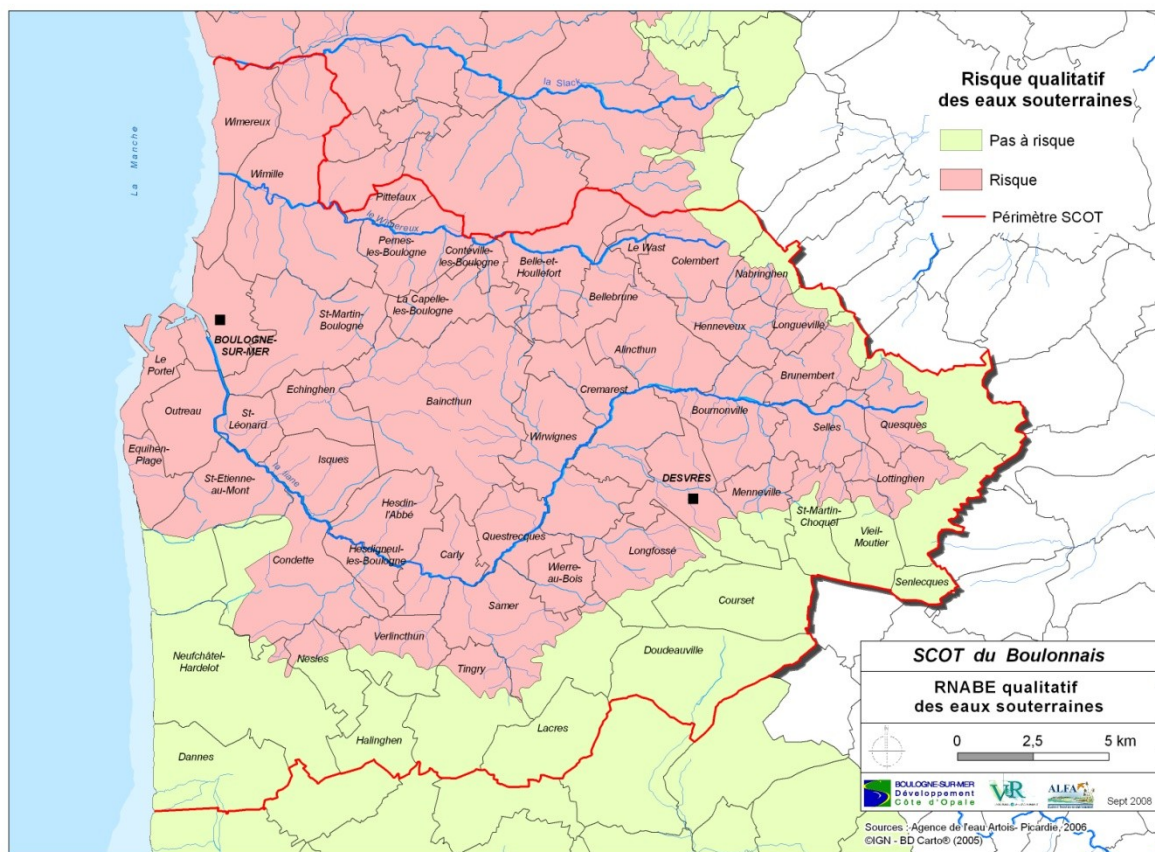 la Slack
Risque qualitatif
des eaux souterraines
Pas à risque
Risque
Périmètre SCOT
La Manche
Wimereux
Wimille
Pittefaux
le Wimereux
Pernes-
les-Boulogne
Conteville-
les-Boulogne
Belle-et-
Houllefort
Le Wast
Colembert
Nabringhen
Bellebrune
La Capelle-
les-Boulogne
St-Martin-
Boulogne
BOULOGNE-
SUR-MER
Henneveux
Longueville
Alincthun
Le
Portel
Outreau
St-
Léonard
Echinghen
Baincthun
Cremarest
Brunembert
Bournonville
Selles
Quesques
Wirwignes
Equihen-
Plage
St-Etienne-
au-Mont
Isques
la liane
DESVRES
Menneville
Lottinghen
Hesdin-
l'Abbé
St-Martin-
Choquel
Vieil-
Moutier
Questrecques
Longfossé
Condette
Hesdigneul-
les-Boulogne
Carly
Wierre-
au-Bois
Senlecques
Samer
Courset
Verlincthun
Neufchâtel-
Hardelot
Nesles
Tingry
Doudeauville
Lacres
Halinghen
Dannes
SCOT du Boulonnais
RNABE qualitatif
des eaux souterraines
0 2,5 5 km
BOULOGNE-SUR-MER
Développement
Côte d'Opale
ALFA
Sept 2008
Sources : Agence de l'eau Artois- Picardie, 2006
©IGN - BD Carto® (2005)